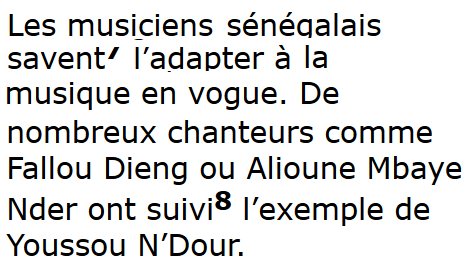 Les musiciens sénégalais
savent⁷ l’adapter à la
musique en vogue. De
nombreux chanteurs comme
Fallou Dieng ou Alioune Mbaye
Nder ont suivi⁸ l’exemple de
Youssou N’Dour.